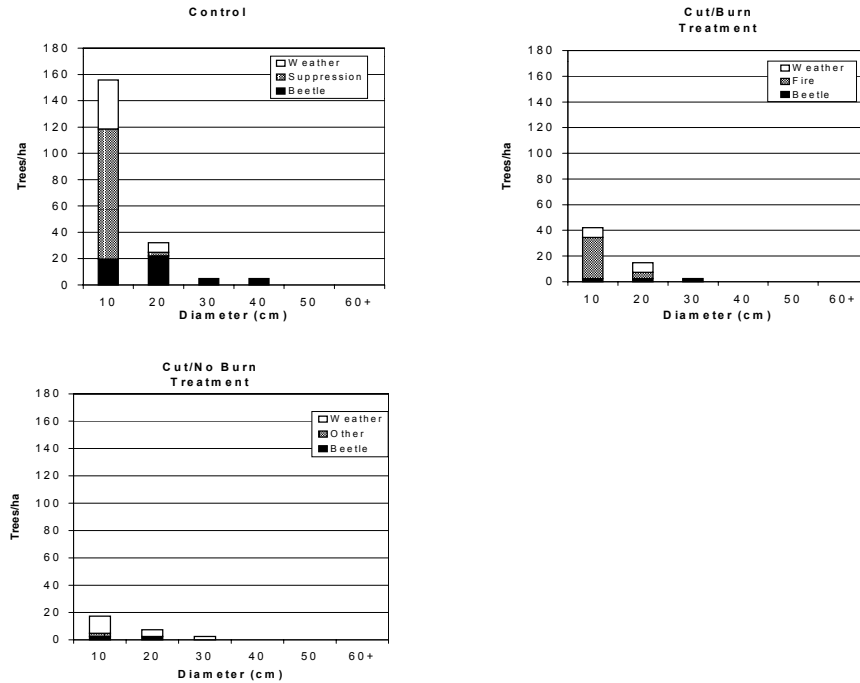 Control
Trees/ha
180
160
140
120
100
80
60
40
20
0
Weather
Suppression
Beetle
10 20 30 40 50 60+
Diameter (cm)
Cut/Burn
Treatment
Trees/ha
180
160
140
120
100
80
60
40
20
0
Weather
Fire
Beetle
10 20 30 40 50 60+
Diameter (cm)
Cut/No Burn
Treatment
Trees/ha
180
160
140
120
100
80
60
40
20
0
Weather
Other
Beetle
10 20 30 40 50 60+
Diameter (cm)